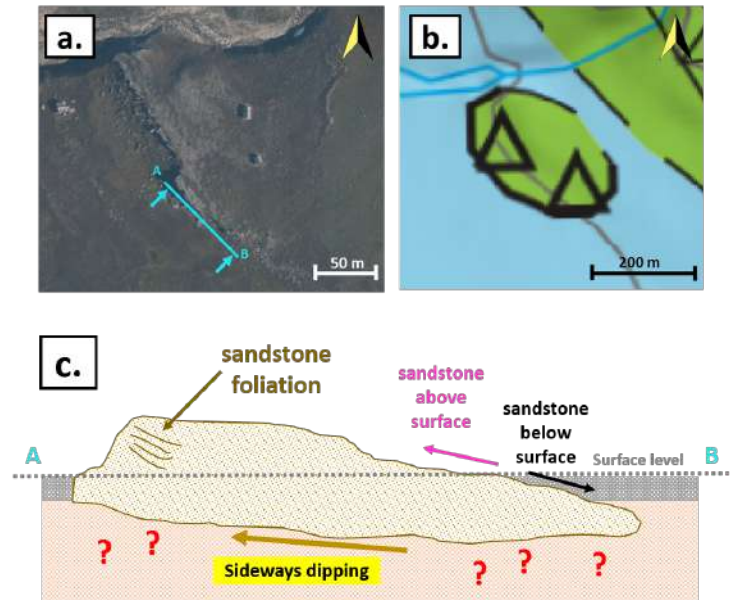 a.
A
B
50 m
b.
200 m
c.
sandstone
foliation
sandstone
above
surface
sandstone
below
surface
Surface level
A
B
Sideways dipping
? ? ? ? ?